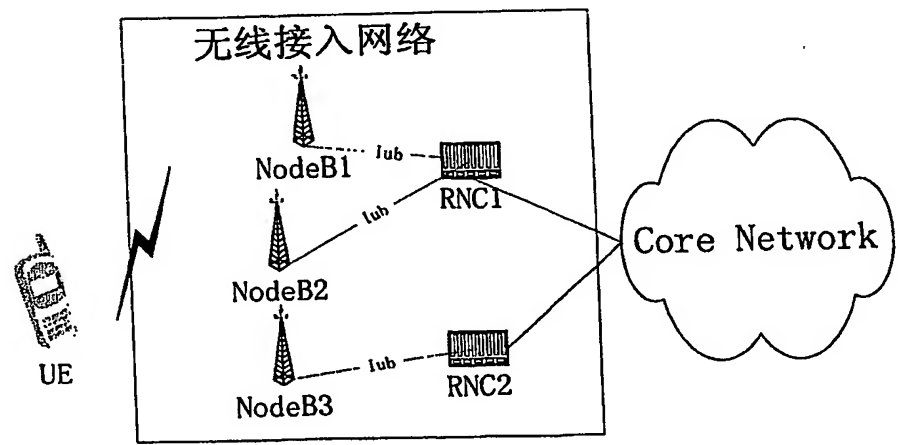 无线接入网络
Iub
NodeB1
RNC1
Iub
Core Network
NodeB2
UE
Iub
NodeB3
RNC2